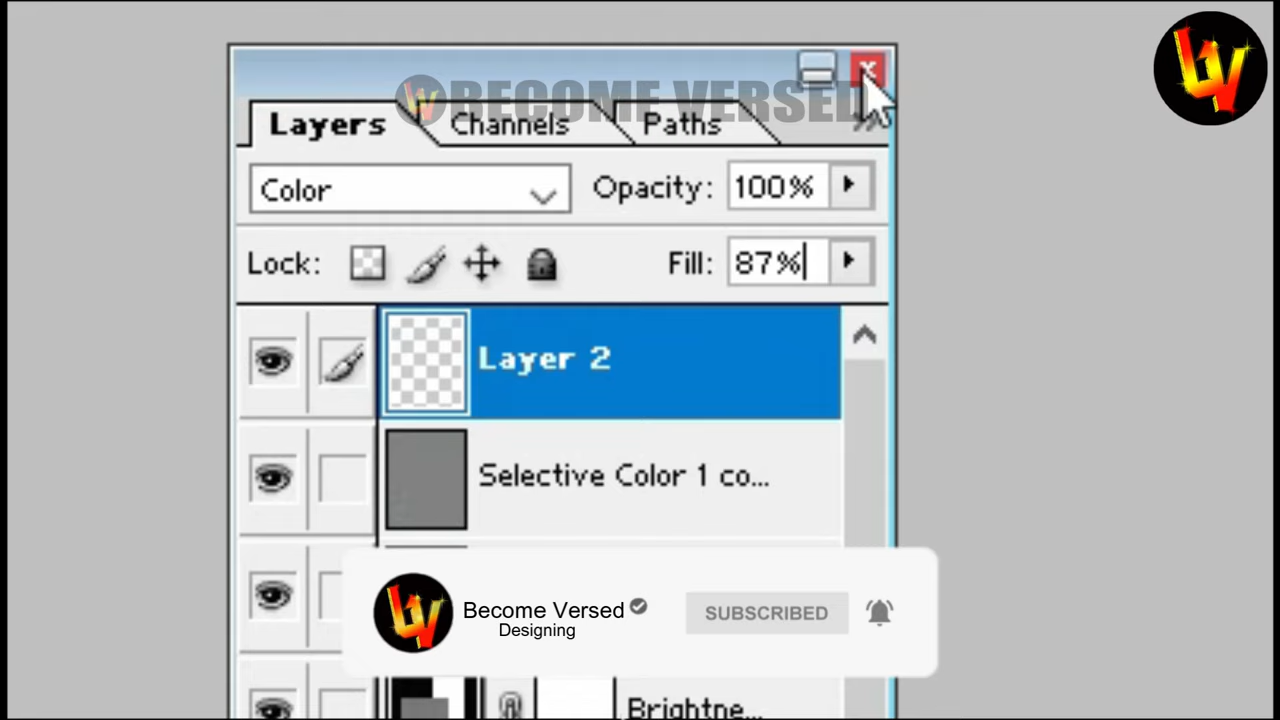 BECOME VERSED
Layers Channels Paths
Color Opacity: 100%
Lock: Fill: 87%
Layer 2
Selective Color 1 co...
Become Versed SUBSCRIBED
Designing
Brightne...